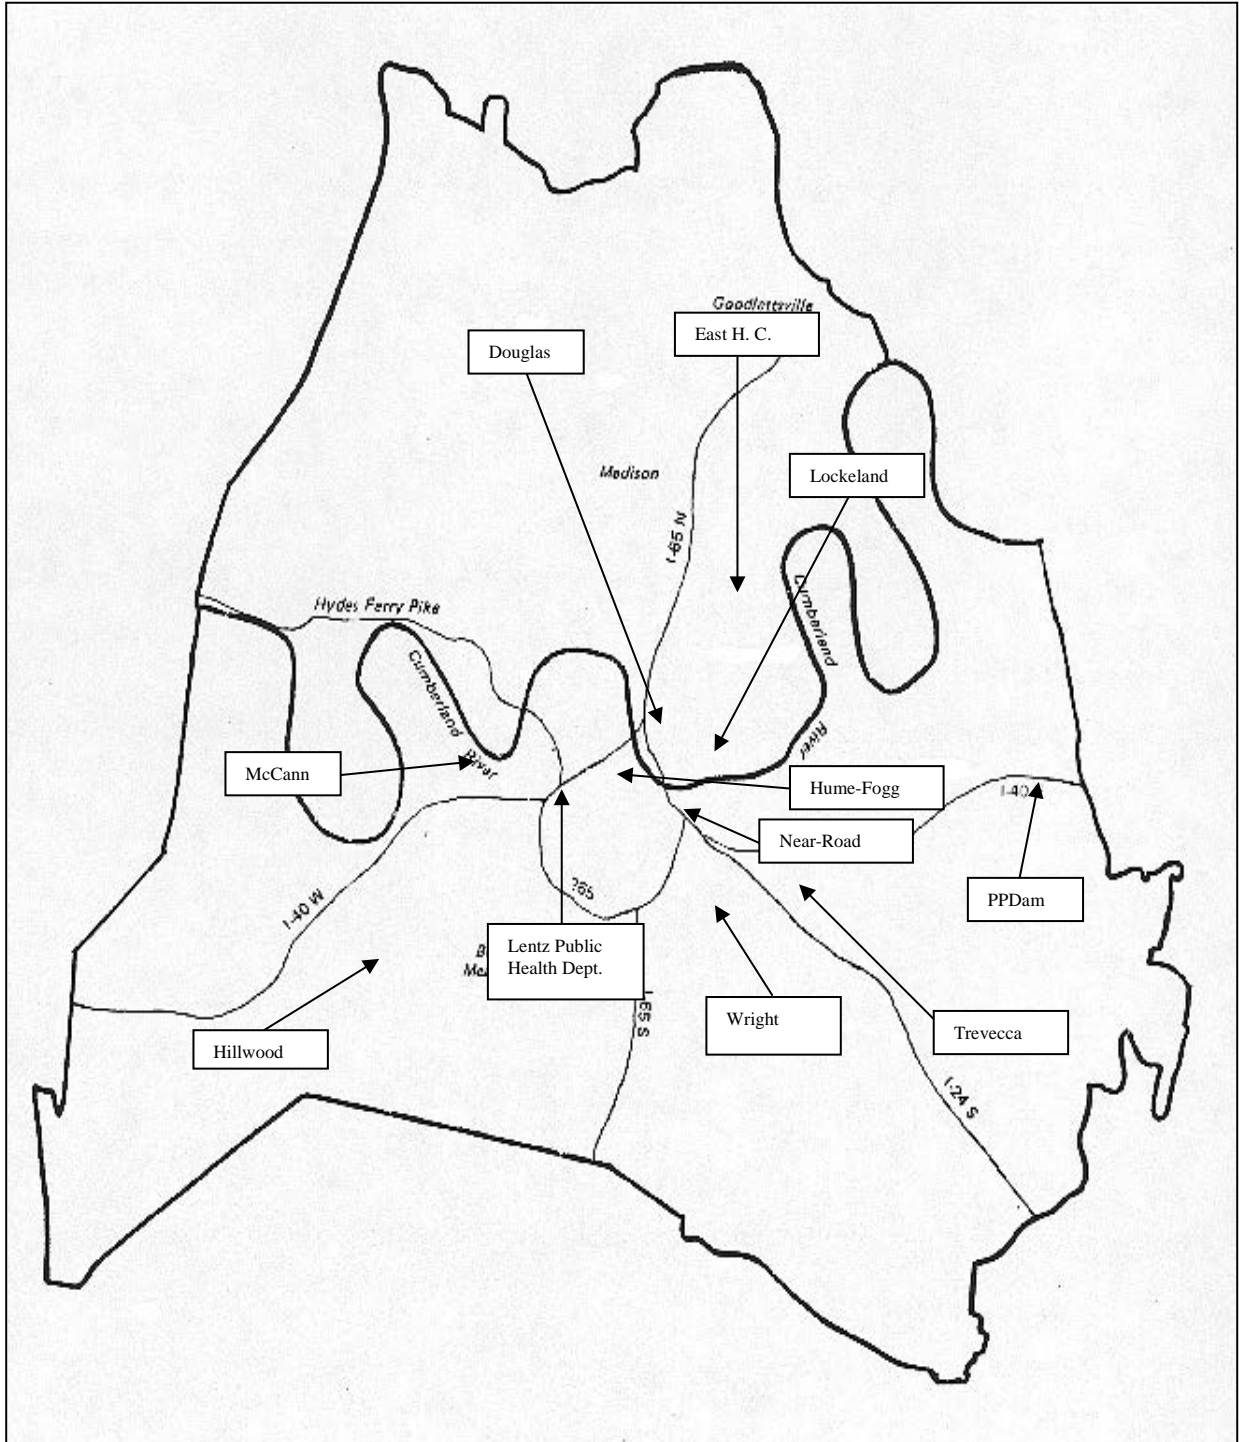 Goodlettsville
East H. C.
Douglas
Lockeland
Madison
I-65 N
Cumberland
River
Hydes Ferry Pike
Cumberland
River
McCann
Hume-Fogg
I-40
Near-Road
PPDam
I-40 W
?65
Lentz Public
Health Dept.
I-65 S
Wright
Trevecca
Hillwood
I-24 S